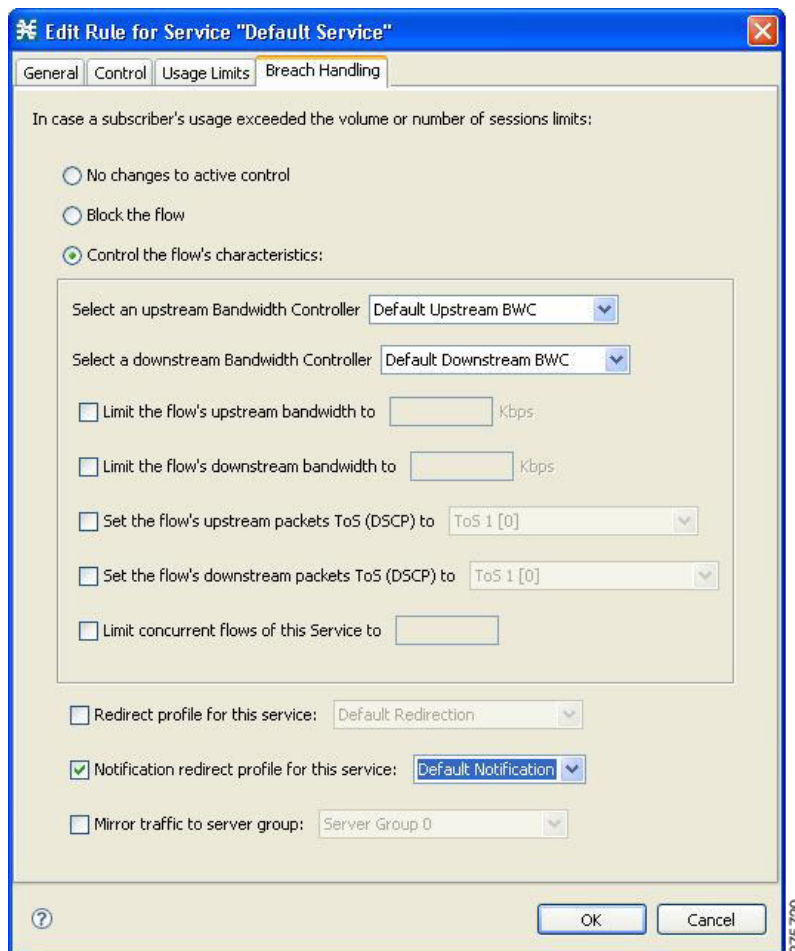 Edit Rule for Service "Default Service"
General Control Usage Limits Breach Handling
In case a subscriber's usage exceeded the volume or number of sessions limits:
No changes to active control
Block the flow
Control the flow's characteristics:
Select an upstream Bandwidth Controller Default Upstream BWC
Select a downstream Bandwidth Controller Default Downstream BWC
Limit the flow's upstream bandwidth to Kbps
Limit the flow's downstream bandwidth to Kbps
Set the flow's upstream packets ToS (DSCP) to ToS 1 [0]
Set the flow's downstream packets ToS (DSCP) to ToS 1 [0]
Limit concurrent flows of this Service to
Redirect profile for this service: Default Redirection
Notification redirect profile for this service: Default Notification
Mirror traffic to server group: Server Group 0
? OK Cancel